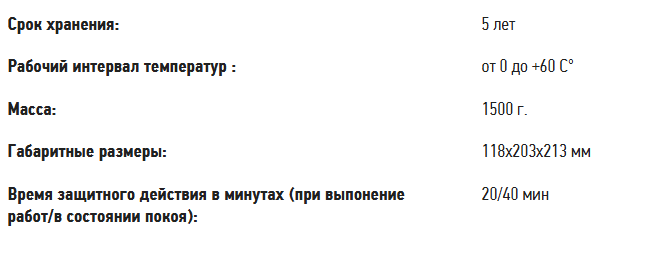 Срок хранения: 5 лет
Рабочий интервал температур : от 0 до +60 С°
Масса: 1500 г.
Габаритные размеры: 118х203х213 мм
Время защитного действия в минутах (при выпонение 20/40 мин
работ/в состоянии покоя):